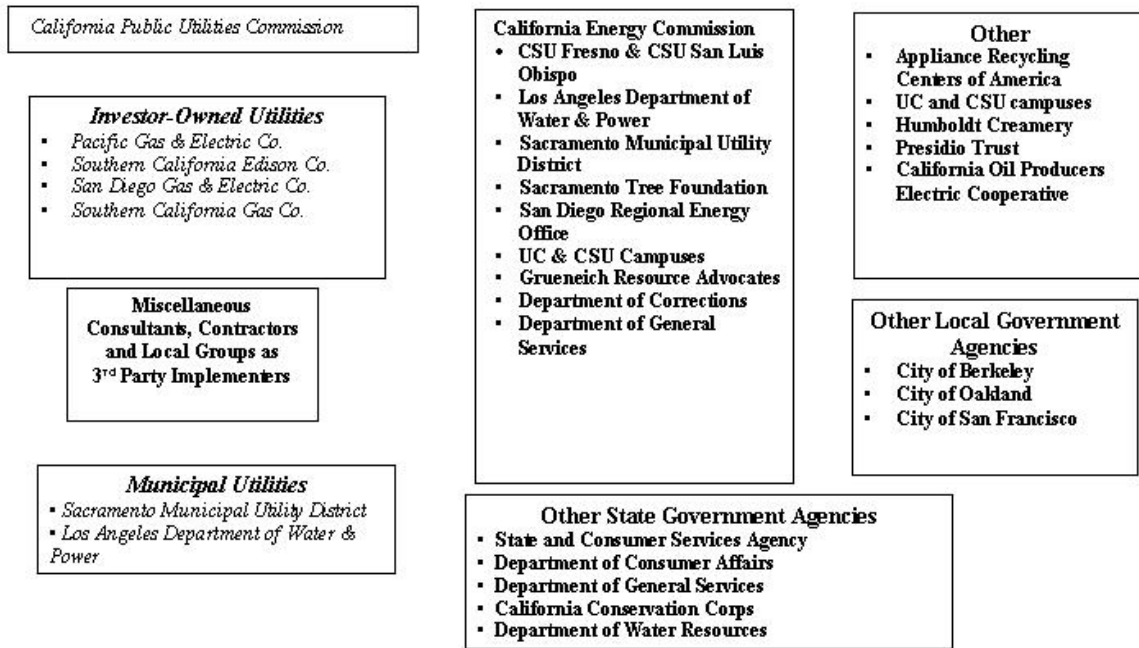 California Public Utilities Commission
Investor-Owned Utilities
▪ Pacific Gas & Electric Co.
▪ Southern California Edison Co.
▪ San Diego Gas & Electric Co.
▪ Southern California Gas Co.
Miscellaneous
Consultants, Contractors
and Local Groups as
3rd Party Implementers
Municipal Utilities
▪ Sacramento Municipal Utility District
▪ Los Angeles Department of Water &
Power
California Energy Commission
• CSU Fresno & CSU San Luis
Obispo
▪ Los Angeles Department of
Water & Power
▪ Sacramento Municipal Utility
District
▪ Sacramento Tree Foundation
▪ San Diego Regional Energy
Office
▪ UC & CSU Campuses
▪ Grueneich Resource Advocates
▪ Department of Corrections
▪ Department of General
Services
Other State Government Agencies
▪ State and Consumer Services Agency
▪ Department of Consumer Affairs
▪ Department of General Services
▪ California Conservation Corps
▪ Department of Water Resources
Other
▪ Appliance Recycling
Centers of America
▪ UC and CSU campuses
▪ Humboldt Creamery
▪ Presidio Trust
▪ California Oil Producers
Electric Cooperative
Other Local Government
Agencies
▪ City of Berkeley
▪ City of Oakland
▪ City of San Francisco